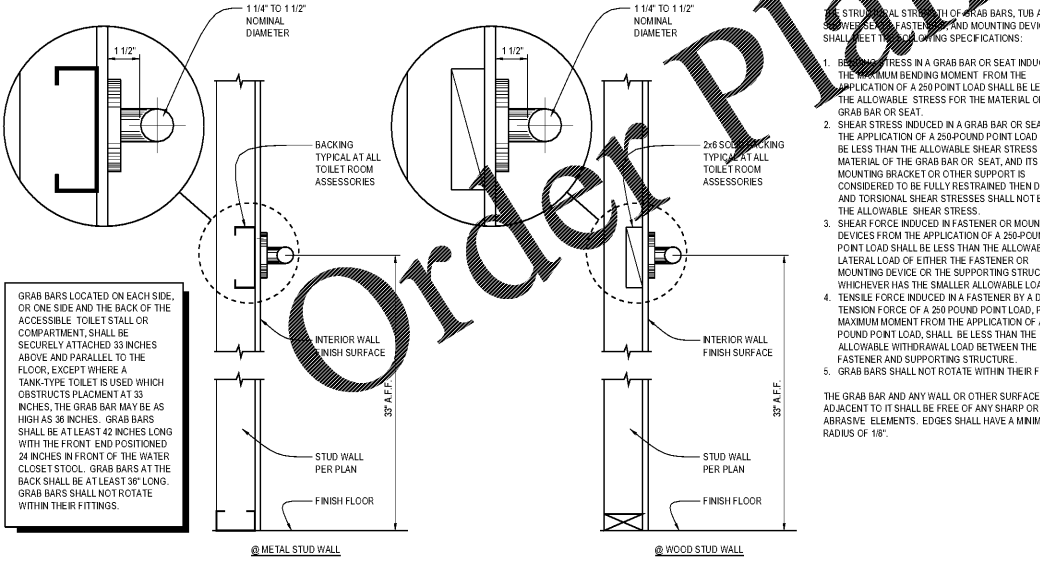 1 1/4" TO 1 1/2"
NOMINAL
DIAMETER
1 1/2"
BACKING
TYPICAL AT ALL
TOILET ROOM
ASSESSORIES
INTERIOR WALL
FINISH SURFACE
33" A.F.F.
STUD WALL
PER PLAN
FINISH FLOOR
@ METAL STUD WALL
GRAB BARS LOCATED ON EACH SIDE,
OR ONE SIDE AND THE BACK OF THE
ACCESSIBLE TOILET STALL OR
COMPARTMENT, SHALL BE
SECURELY ATTACHED 33 INCHES
ABOVE AND PARALLEL TO THE
FLOOR, EXCEPT WHERE A
TANK-TYPE TOILET IS USED WHICH
OBSTRUCTS PLACMENT AT 33
INCHES, THE GRAB BAR MAY BE AS
HIGH AS 36 INCHES. GRAB BARS
SHALL BE AT LEAST 42 INCHES LONG
WITH THE FRONT END POSITIONED
24 INCHES IN FRONT OF THE WATER
CLOSET STOOL. GRAB BARS AT THE
BACK SHALL BE AT LEAST 36" LONG.
GRAB BARS SHALL NOT ROTATE
WITHIN THEIR FITTINGS.
1 1/4" TO 1 1/2"
NOMINAL
DIAMETER
1 1/2"
2x6 SOLID BACKING
TYPICAL AT ALL
TOILET ROOM
ASSESSORIES
INTERIOR WALL
FINISH SURFACE
33" A.F.F.
STUD WALL
PER PLAN
FINISH FLOOR
@ WOOD STUD WALL
THE STRUCTURAL STRENGTH OF GRAB BARS, TUB A
SHOWER SEATS, FASTENERS, AND MOUNTING DEVIC
SHALL MEET THE FOLLOWING SPECIFICATIONS:
1. BENDING STRESS IN A GRAB BAR OR SEAT INDU
THE MAXIMUM BENDING MOMENT FROM THE
APPLICATION OF A 250 POINT LOAD SHALL BE LE
THE ALLOWABLE STRESS FOR THE MATERIAL O
GRAB BAR OR SEAT.
2. SHEAR STRESS INDUCED IN A GRAB BAR OR SEA
THE APPLICATION OF A 250-POUND POINT LOAD
BE LESS THAN THE ALLOWABLE SHEAR STRESS
MATERIAL OF THE GRAB BAR OR SEAT, AND ITS
MOUNTING BRACKET OR OTHER SUPPORT IS
CONSIDERED TO BE FULLY RESTRAINED THEN D
AND TORSIONAL SHEAR STRESSES SHALL NOT E
THE ALLOWABLE SHEAR STRESS.
3. SHEAR FORCE INDUCED IN FASTENER OR MOUN
DEVICES FROM THE APPLICATION OF A 250-POUN
POINT LOAD SHALL BE LESS THAN THE ALLOWAB
LATERAL LOAD OF EITHER THE FASTENER OR
MOUNTING DEVICE OR THE SUPPORTING STRUC
WHICHEVER HAS THE SMALLER ALLOWABLE LOA
4. TENSILE FORCE INDUCED IN A FASTENER BY A D
TENSION FORCE OF A 250 POUND POINT LOAD, P
MAXIMUM MOMENT FROM THE APPLICATION OF A
POUND POINT LOAD, SHALL BE LESS THAN THE
ALLOWABLE WITHDRAWAL LOAD BETWEEN THE
FASTENER AND SUPPORTING STRUCTURE.
5. GRAB BARS SHALL NOT ROTATE WITHIN THEIR F
THE GRAB BAR AND ANY WALL OR OTHER SURFACE
ADJACENT TO IT SHALL BE FREE OF ANY SHARP OR
ABRASIVE ELEMENTS. EDGES SHALL HAVE A MINIM
RADIUS OF 1/8".
Order Plan